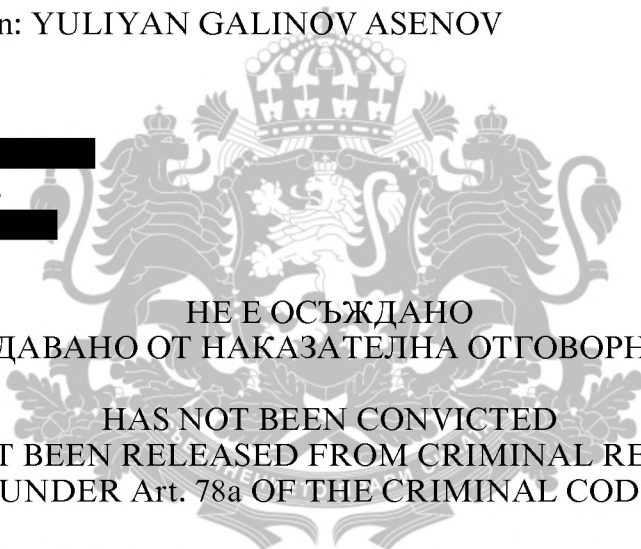 n: YULIYAN GALINOV ASENOV
НЕ Е ОСЪЖДАНО
ДАВАНО ОТ НАКАЗАТЕЛНА ОТГОВОРН
HAS NOT BEEN CONVICTED
T BEEN RELEASED FROM CRIMINAL RE
UNDER Art. 78a OF THE CRIMINAL COD